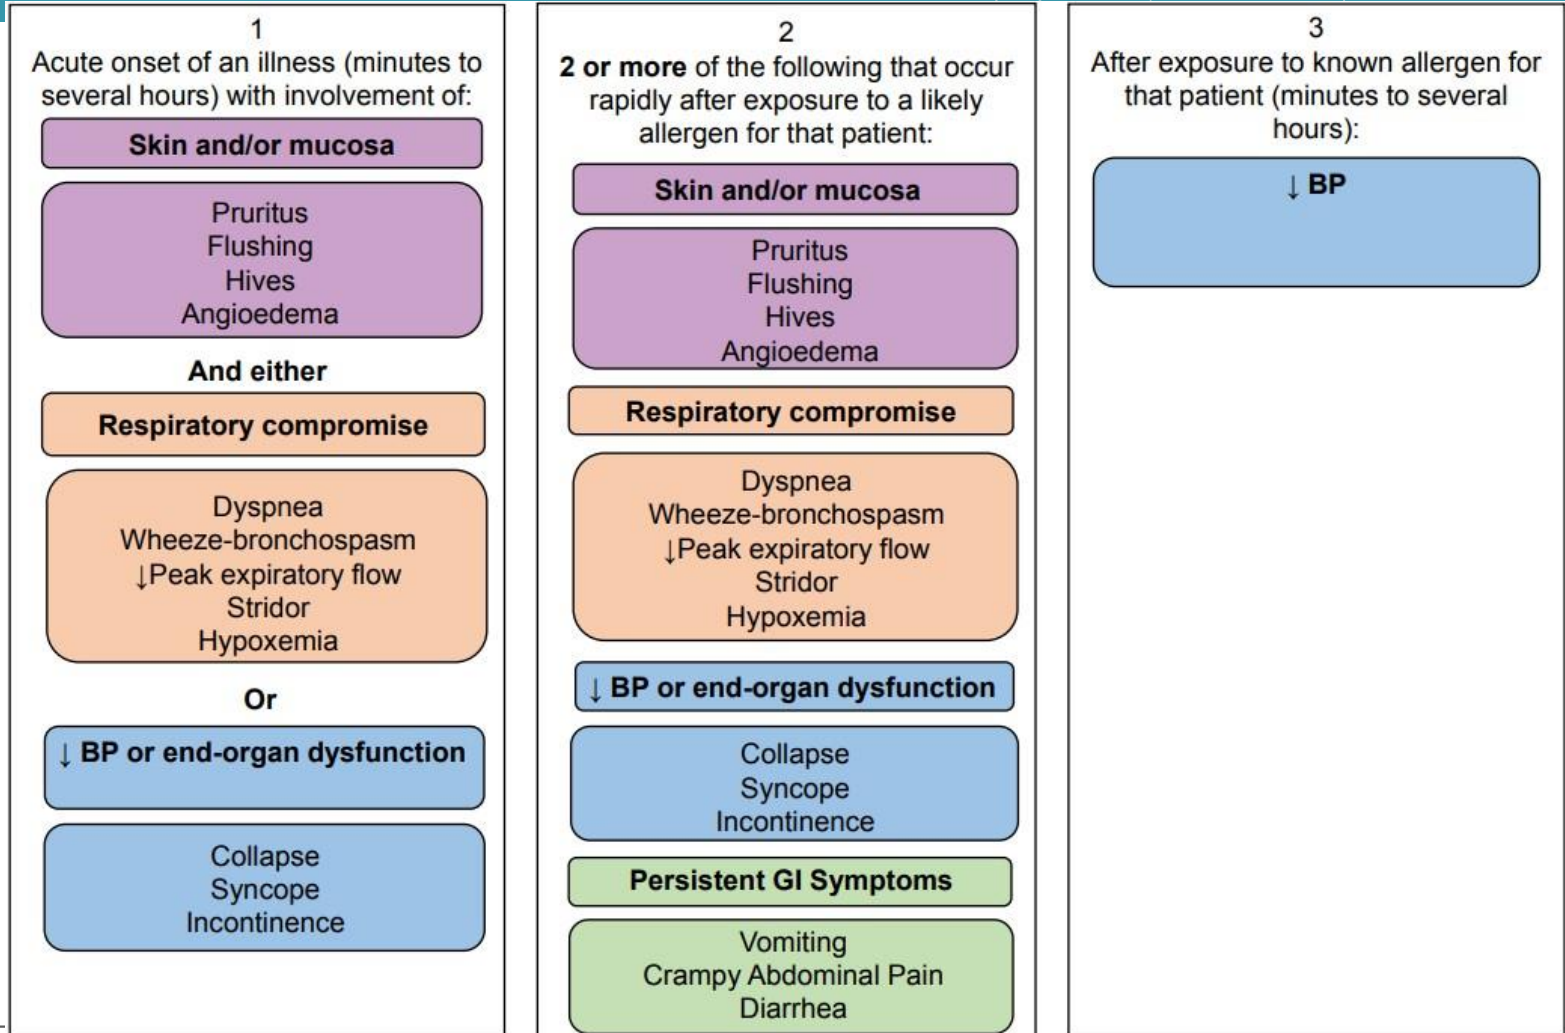 1
Acute onset of an illness (minutes to
several hours) with involvement of:
Skin and/or mucosa
Pruritus
Flushing
Hives
Angioedema
And either
Respiratory compromise
Dyspnea
Wheeze-bronchospasm
↓Peak expiratory flow
Stridor
Hypoxemia
Or
↓ BP or end-organ dysfunction
Collapse
Syncope
Incontinence
2
2 or more of the following that occur
rapidly after exposure to a likely
allergen for that patient:
Skin and/or mucosa
Pruritus
Flushing
Hives
Angioedema
Respiratory compromise
Dyspnea
Wheeze-bronchospasm
↓Peak expiratory flow
Stridor
Hypoxemia
↓ BP or end-organ dysfunction
Collapse
Syncope
Incontinence
Persistent GI Symptoms
Vomiting
Crampy Abdominal Pain
Diarrhea
3
After exposure to known allergen for
that patient (minutes to several
hours):
↓ BP